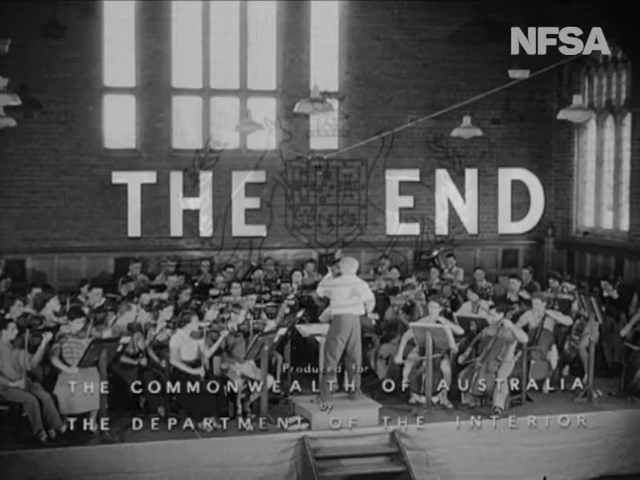 NFSA
THE END
Produced for
THE COMMONWEALTH OF AUSTRALIA
by
THE DEPARTMENT OF THE INTERIOR